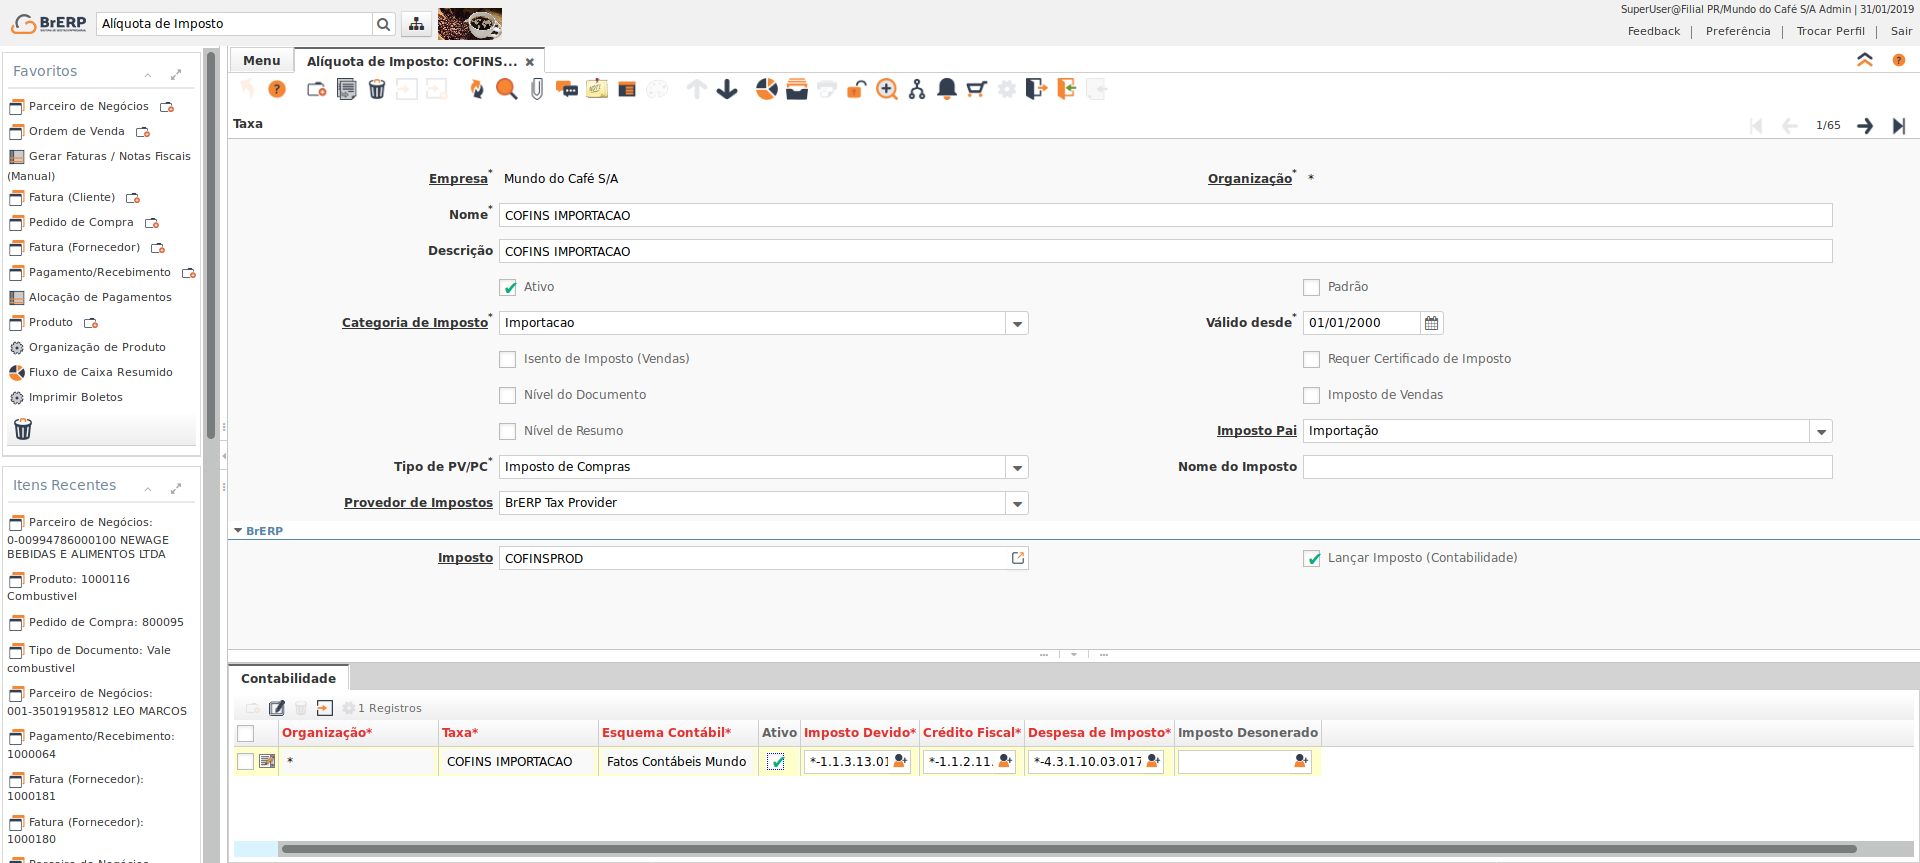 BrERP
Alíquota de Imposto
SuperUser@Filial PR/Mundo do Café S/A Admin | 31/01/2019
Feedback | Preferência | Trocar Perfil | Sair
Favoritos
Parceiro de Negócios
Ordem de Venda
Gerar Faturas / Notas Fiscais
(Manual)
Fatura (Cliente)
Pedido de Compra
Fatura (Fornecedor)
Pagamento/Recebimento
Alocação de Pagamentos
Produto
Organização de Produto
Fluxo de Caixa Resumido
Imprimir Boletos
Itens Recentes
Parceiro de Negócios:
0-00994786000100 NEWAGE
BEBIDAS E ALIMENTOS LTDA
Produto: 1000116
Combustivel
Pedido de Compra: 800095
Tipo de Documento: Vale
combustivel
Parceiro de Negócios:
001-35019195812 LEO MARCOS
Pagamento/Recebimento:
1000064
Fatura (Fornecedor):
1000181
Fatura (Fornecedor):
1000180
Menu
Alíquota de Imposto: COFINS...
Taxa
1/65
Empresa* Mundo do Café S/A
Organização* *
Nome* COFINS IMPORTACAO
Descrição COFINS IMPORTACAO
Ativo
Padrão
Categoria de Imposto* Importacao
Válido desde* 01/01/2000
Isento de Imposto (Vendas)
Requer Certificado de Imposto
Nível do Documento
Imposto de Vendas
Nível de Resumo
Imposto Pai Importação
Tipo de PV/PC* Imposto de Compras
Nome do Imposto
Provedor de Impostos BrERP Tax Provider
BrERP
Imposto COFINSPROD
Lançar Imposto (Contabilidade)
Contabilidade
1 Registros
Organização* Taxa* Esquema Contábil* Ativo Imposto Devido* Crédito Fiscal* Despesa de Imposto* Imposto Desonerado
* COFINS IMPORTACAO Fatos Contábeis Mundo *-1.1.3.13.01 *-1.1.2.11. *-4.3.1.10.03.017